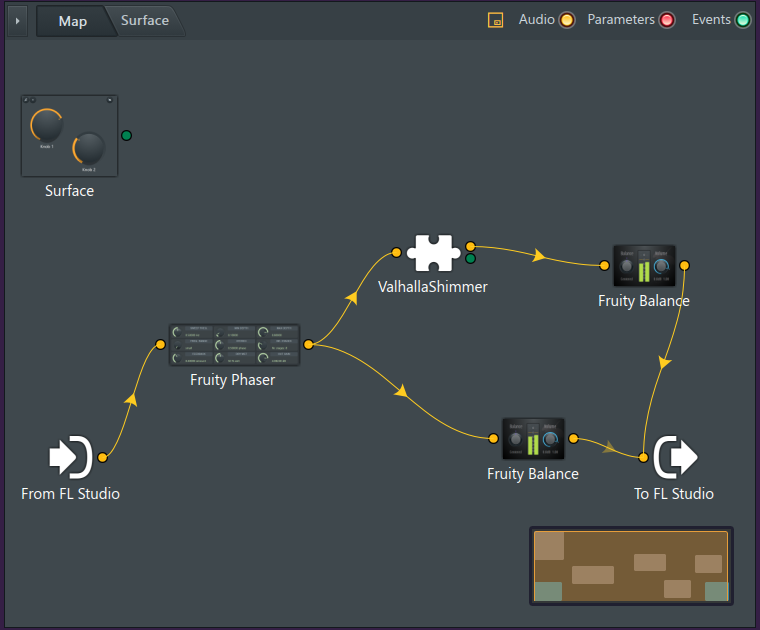 Map
Surface
Audio
Parameters
Events
Knob 1
Knob 2
Surface
ValhallaShimmer
Fruity Balance
Fruity Phaser
From FL Studio
Fruity Balance
To FL Studio